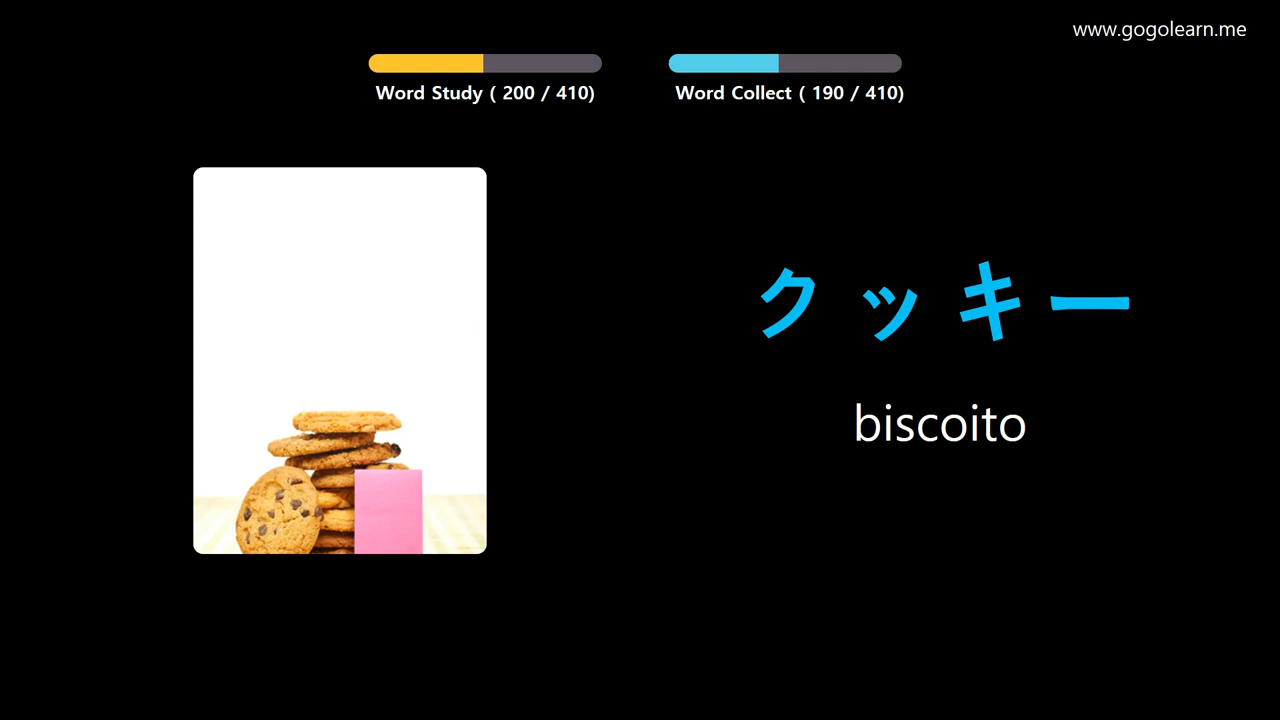 www.gogolearn.me
Word Study ( 200 / 410)
Word Collect ( 190 / 410)
クッキー
biscoito